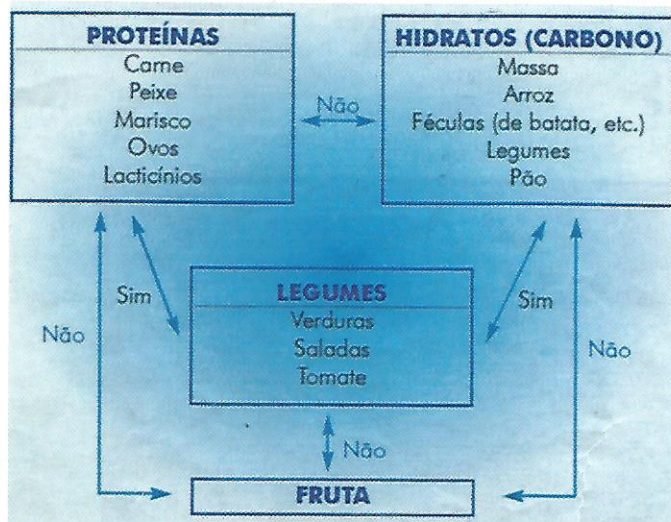 PROTEÍNAS
Carne
Peixe
Marisco
Ovos
Lacticínios
Não
HIDRATOS (CARBONO)
Massa
Arroz
Féculas (de batata, etc.)
Legumes
Pão
Sim
Não
LEGUMES
Verduras
Saladas
Tomate
Sim
Não
Não
FRUTA